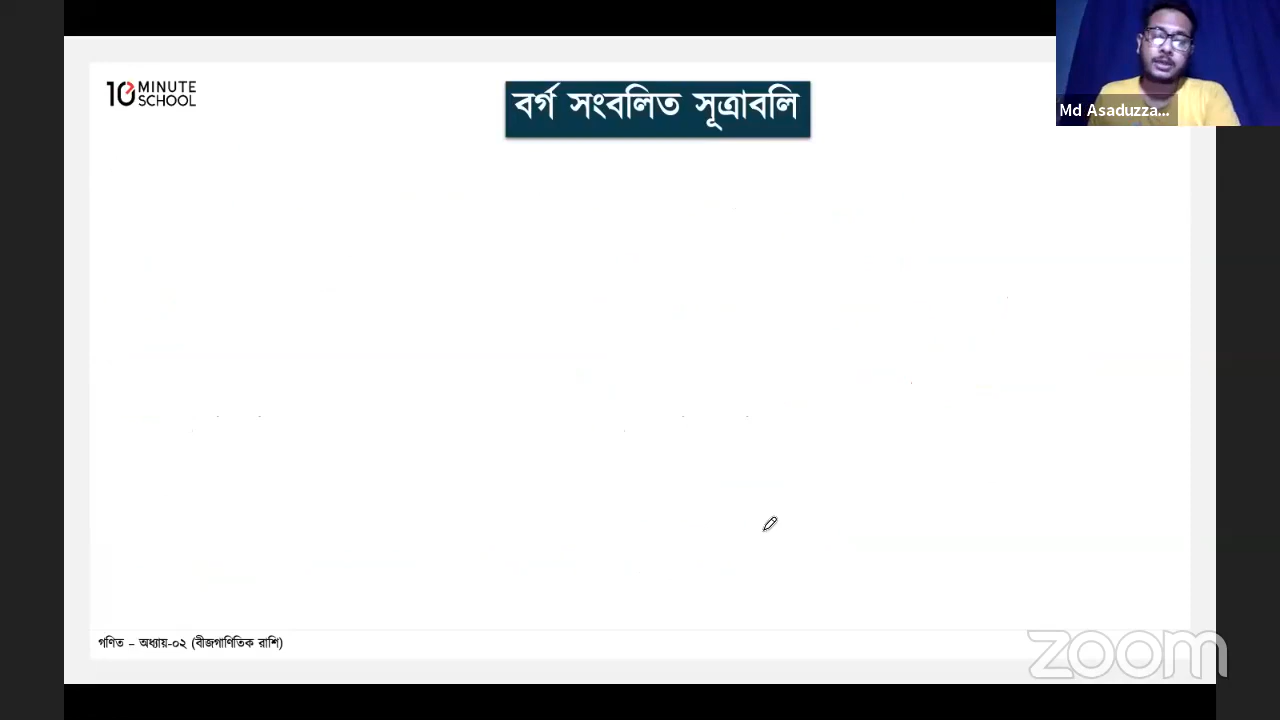 10 MINUTE SCHOOL
বর্গ সংবলিত সূত্রাবলি
Md Asaduzza...
গণিত – অধ্যায়-০২ (বীজগাণিতিক রাশি)
zoom